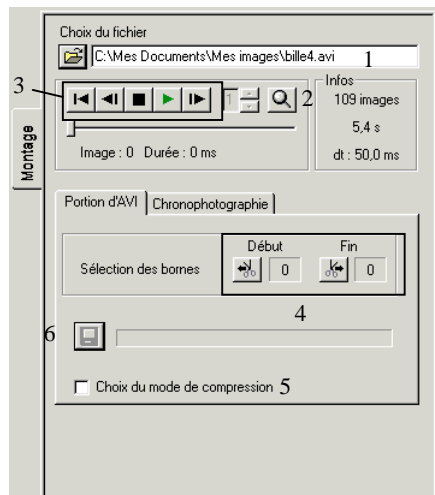 Choix du fichier
C:\Mes Documents\Mes images\bille4.avi 1
3
1
2
Infos
109 images
5,4 s
dt : 50,0 ms
Image : 0 Durée : 0 ms
Montage
Portion d'AVI Chronophotographie
Début Fin
Sélection des bornes 0 0
4
6
Choix du mode de compression 5